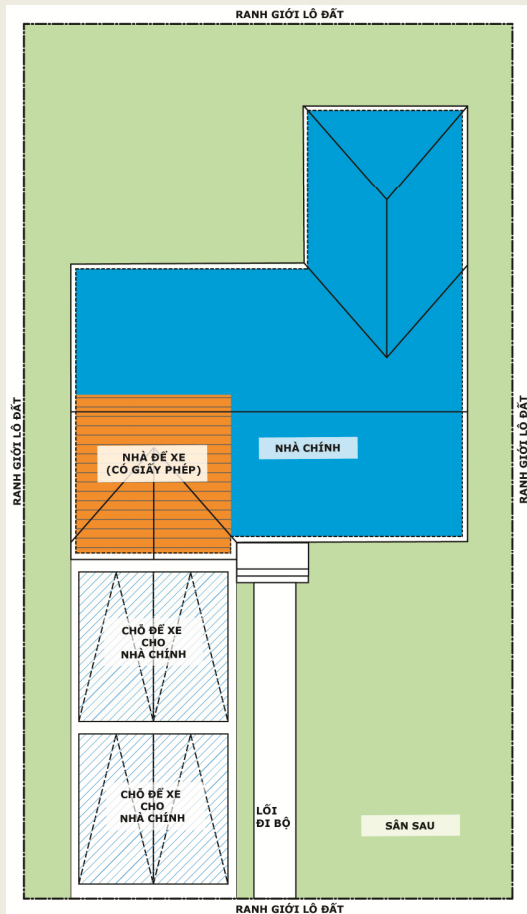 RANH GIỚI LÔ ĐẤT
RANH GIỚI LÔ ĐẤT
RANH GIỚI LÔ ĐẤT
NHÀ CHÍNH
NHÀ ĐỂ XE
(CÓ GIẤY PHÉP)
CHỖ ĐỂ XE
CHO
NHÀ CHÍNH
CHỖ ĐỂ XE
CHO
NHÀ CHÍNH
LỐI
ĐI BỘ
SÂN SAU
RANH GIỚI LÔ ĐẤT